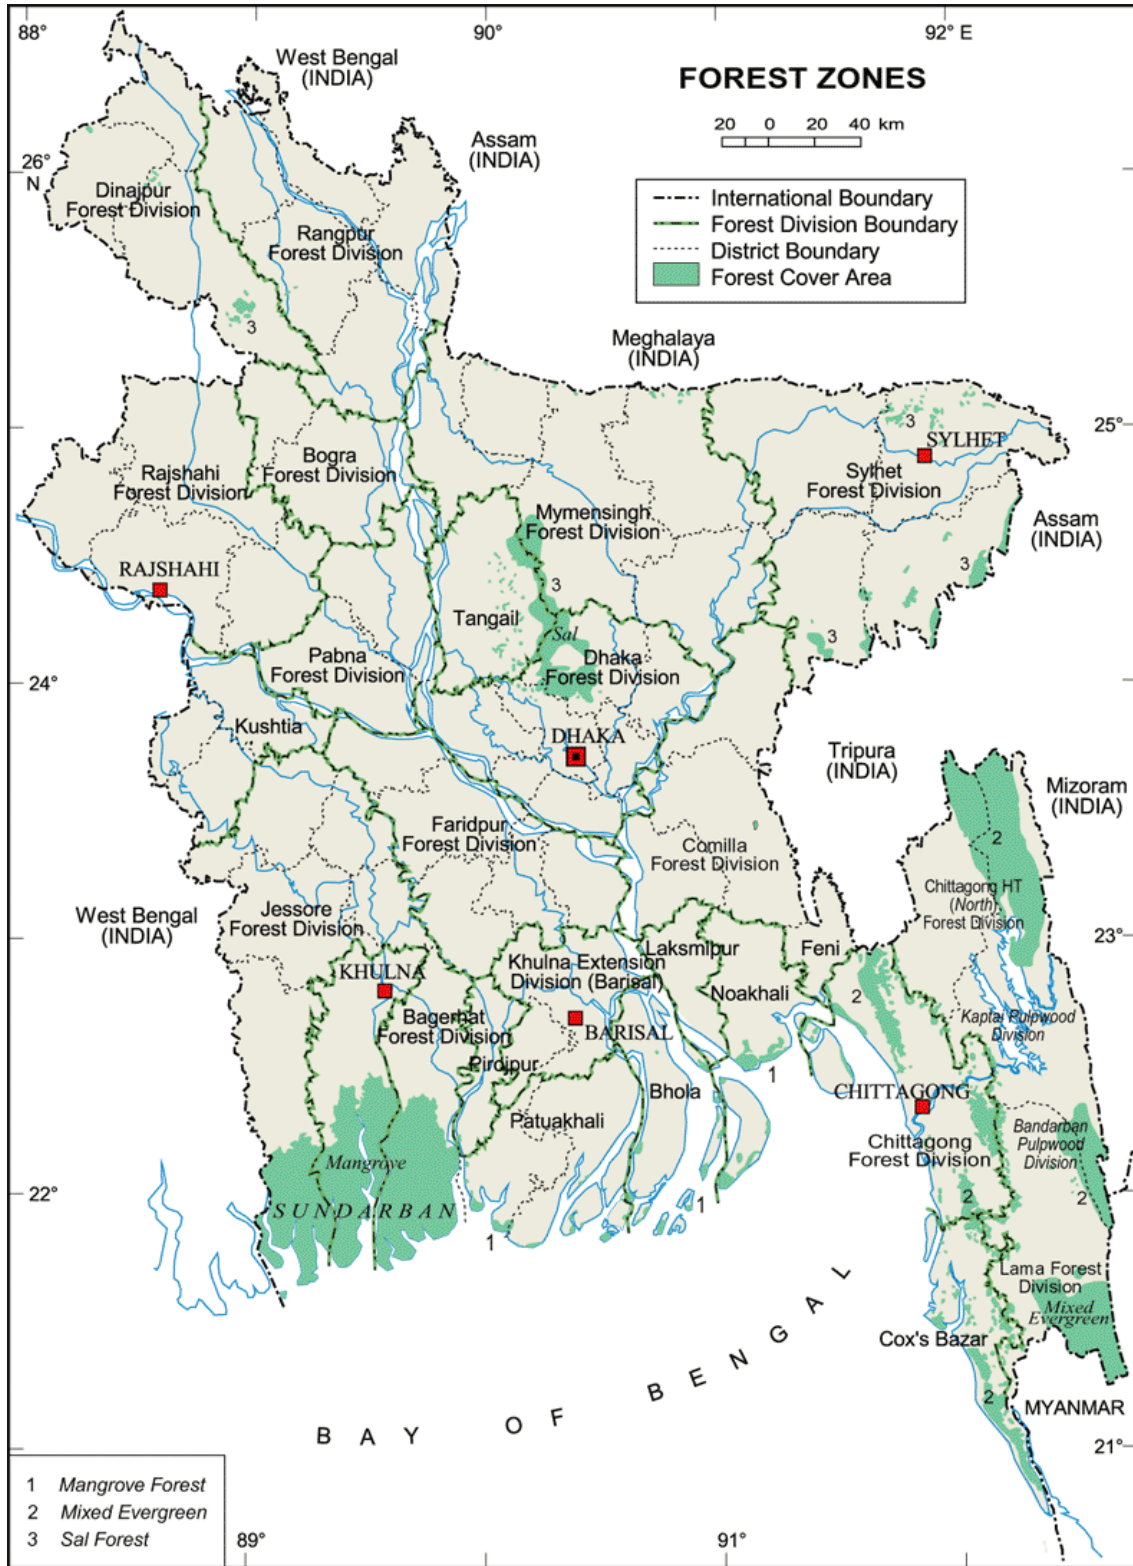 88°
90°
92° E
West Bengal
(INDIA)
FOREST ZONES
20 0 20 40 km
Assam
(INDIA)
26°
N
International Boundary
Forest Division Boundary
District Boundary
Forest Cover Area
Dinajpur
Forest Division
Rangpur
Forest Division
3
Meghalaya
(INDIA)
3
SYLHET
25°
Bogra
Forest Division
Rajshahi
Forest Division
Sylhet
Forest Division
Mymensingh
Forest Division
Assam
(INDIA)
RAJSHAHI
3
3
Tangail
Sal
3
Pabna
Forest Division
Dhaka
Forest Division
24°
Kushtia
DHAKA
Tripura
(INDIA)
Mizoram
(INDIA)
Faridpur
Forest Division
Comilla
Forest Division
2
Chittagong HT
(North)
Forest Division
West Bengal
(INDIA)
Jessore
Forest Division
23°
Laksmipur
Feni
KHULNA
Khulna Extension
Division (Barisal)
Noakhali
2
Bagerhat
Forest Division
Kaptai Pulpwood
Division
BARISAL
Pirojpur
1
Bhola
CHITTAGONG
Patuakhali
Chittagong
Forest Division
Bandarban
Pulpwood
Division
Mangrove
22°
SUNDARBAN
1
2
2
1
Lama Forest
Division
Mixed
Evergreen
Cox's Bazar
BAY OF BENGAL
2
MYANMAR
21°
1 Mangrove Forest
2 Mixed Evergreen
3 Sal Forest
89°
91°